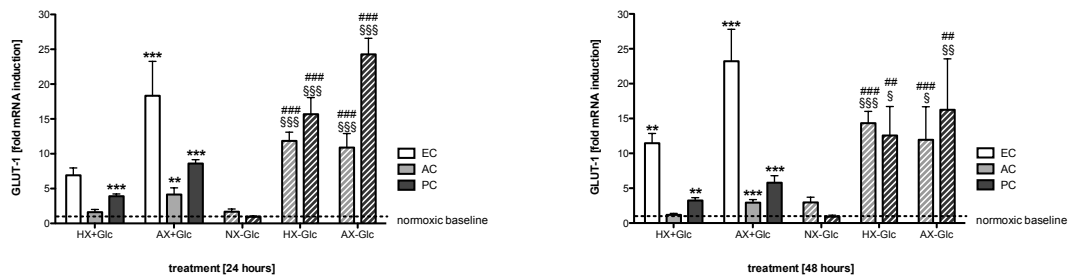 GLUT-1 [fold mRNA induction]
30
25
20
15
10
5
0
***
***
**
***
###
§§§
###
§§§
###
§§§
###
§§§
EC
AC
PC
normoxic baseline
HX+Glc AX+Glc NX-Glc HX-Glc AX-Glc
treatment [24 hours]
GLUT-1 [fold mRNA induction]
30
25
20
15
10
5
0
**
**
***
***
***
###
§§§
##
§
###
§
##
§§
EC
AC
PC
normoxic baseline
HX+Glc AX+Glc NX-Glc HX-Glc AX-Glc
treatment [48 hours]